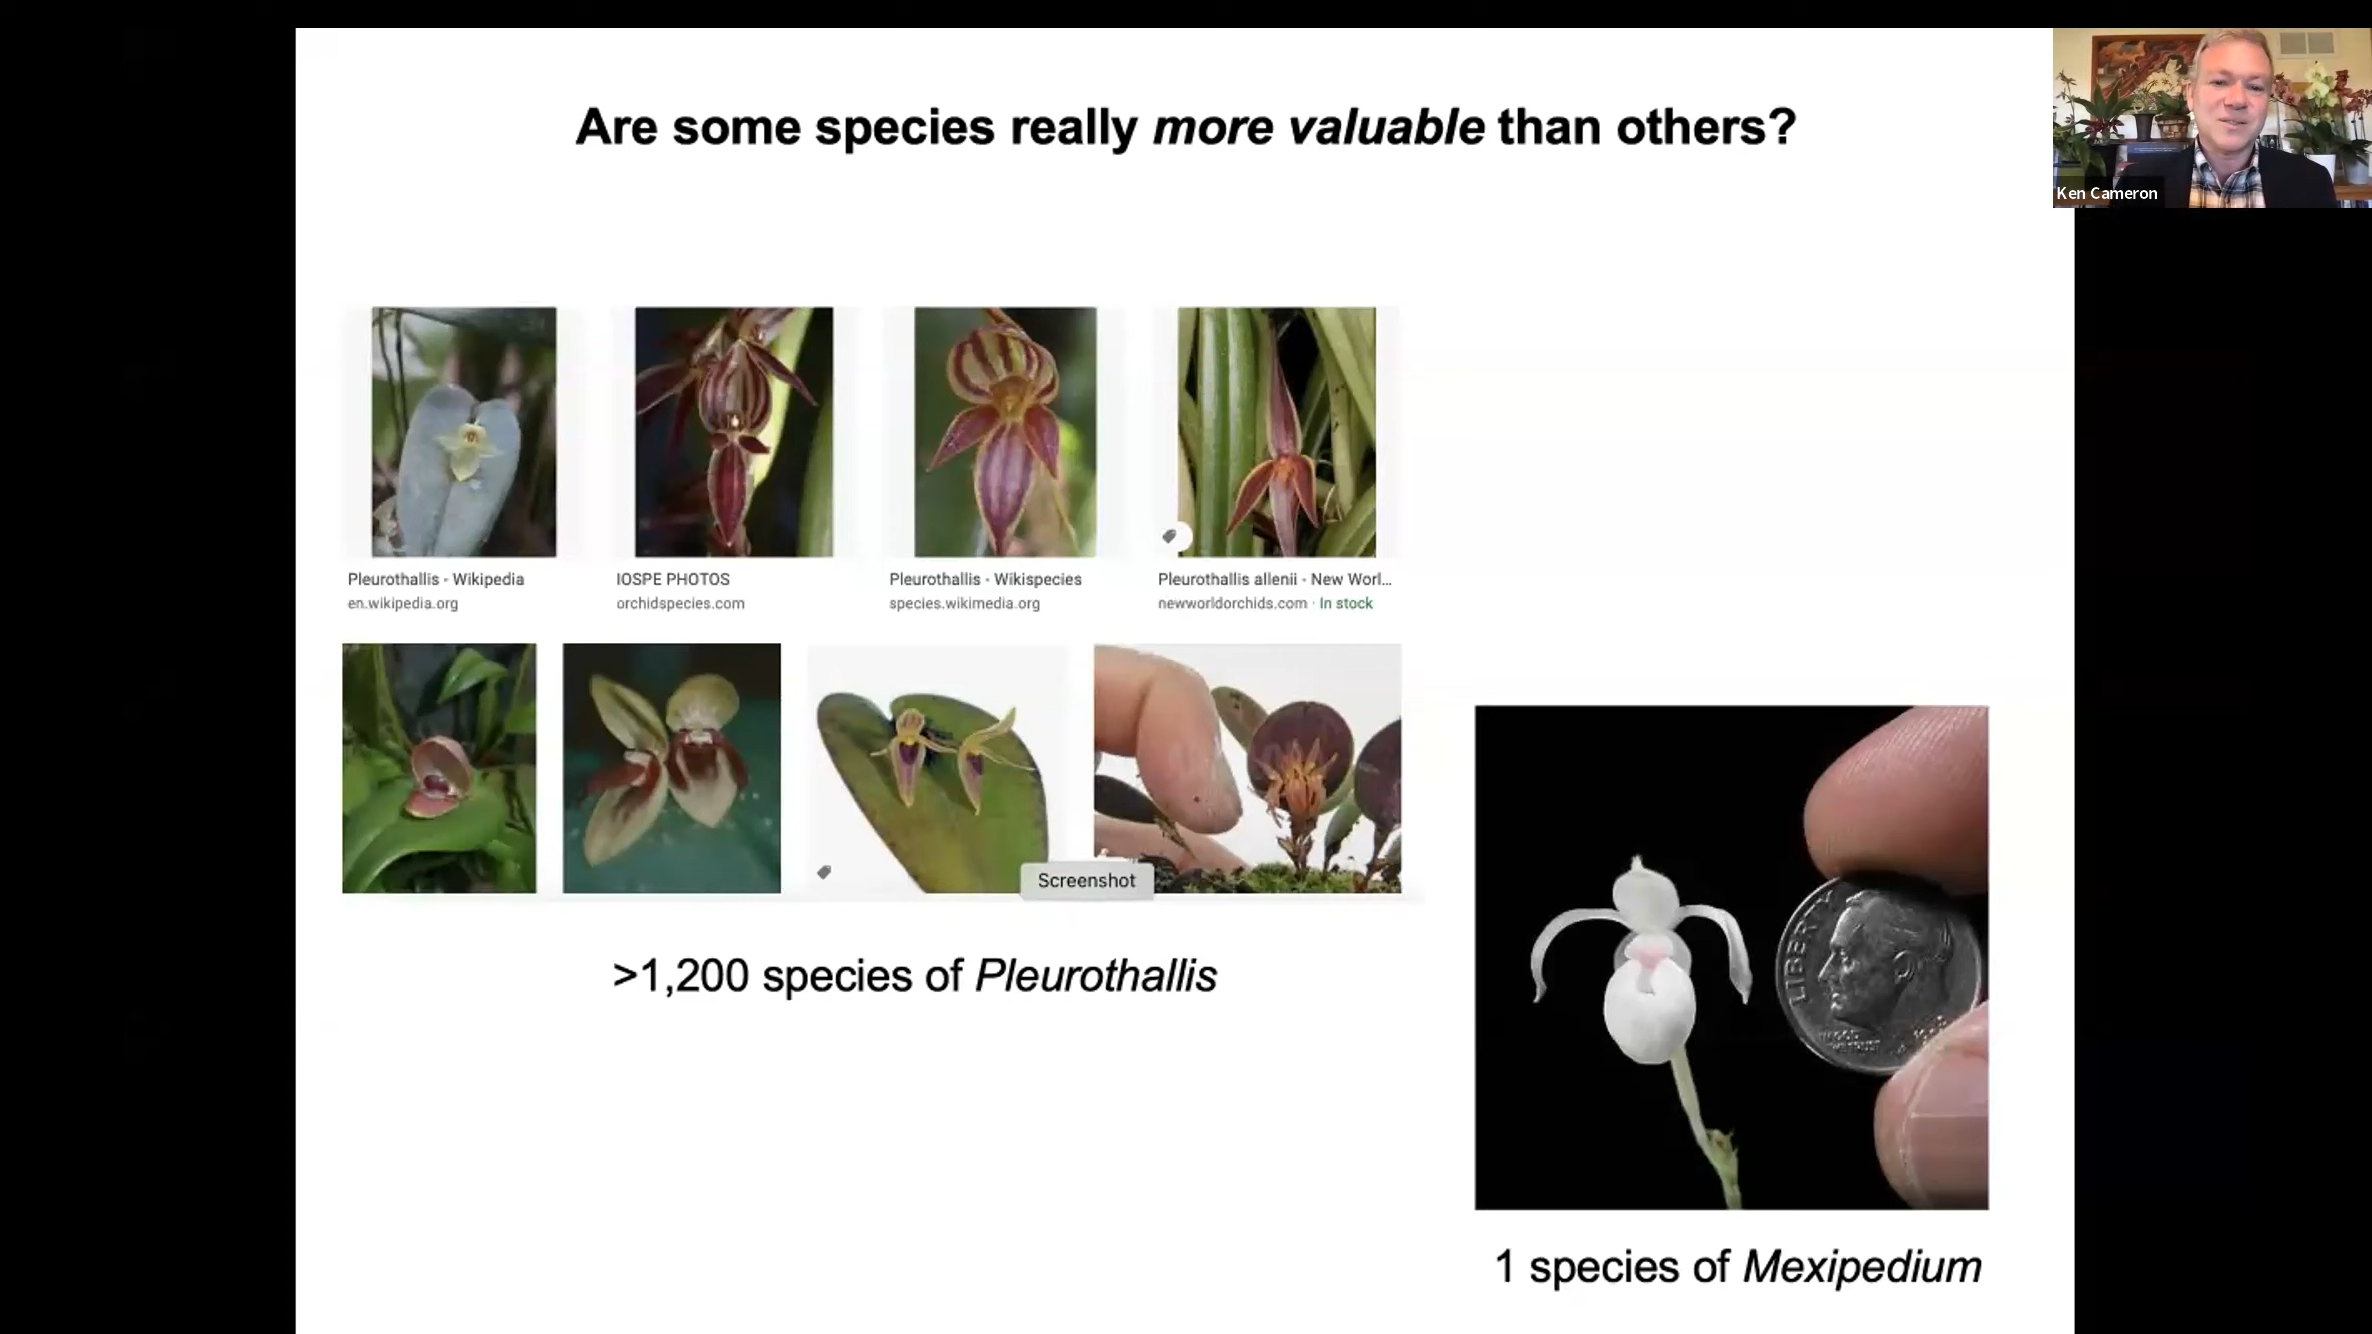 Are some species really more valuable than others?
Ken Cameron
Pleurothallis - Wikipedia
en.wikipedia.org
IOSPE PHOTOS
orchidspecies.com
Pleurothallis - Wikispecies
species.wikimedia.org
Pleurothallis allenii - New Worl...
newworldorchids.com · In stock
Screenshot
>1,200 species of Pleurothallis
LIBERTY
1 species of Mexipedium